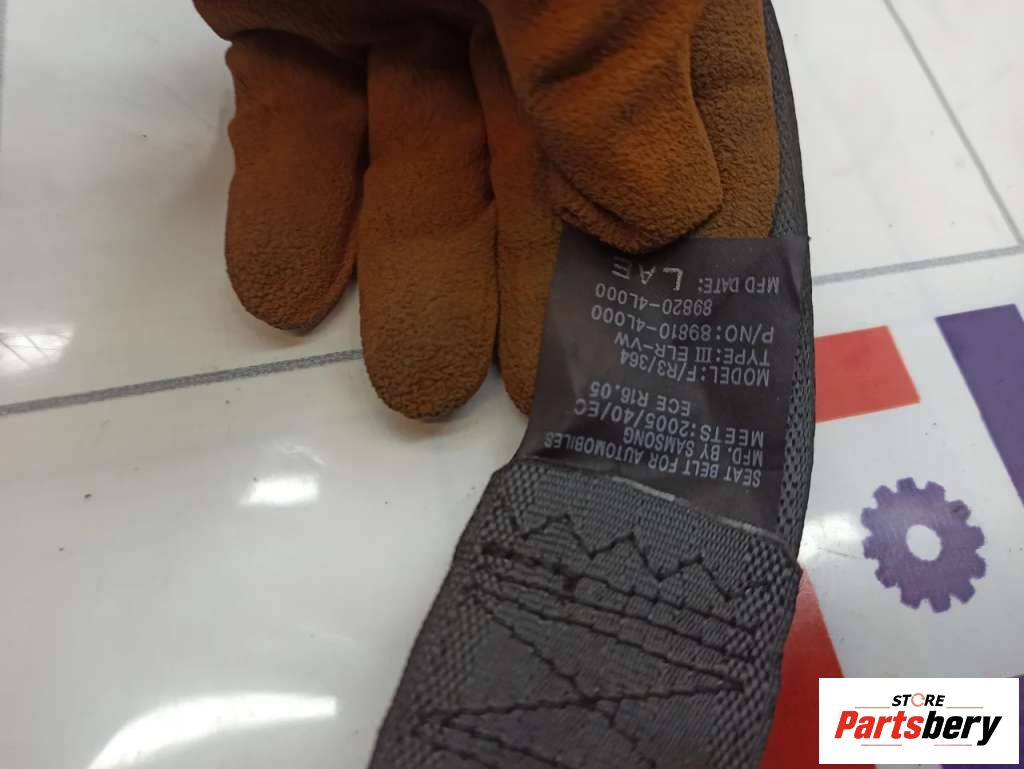 SEAT BELT FOR AUTOMOBILES
MFD. BY SAMSONG
MEETS:2005/40/EC
ECE R16.05
MODEL:F/R3/364
TYPE:III ELR-VW
P/NO:89810-4L000
89820-4L000
MFD DATE: LAE
STORE
Partsbery